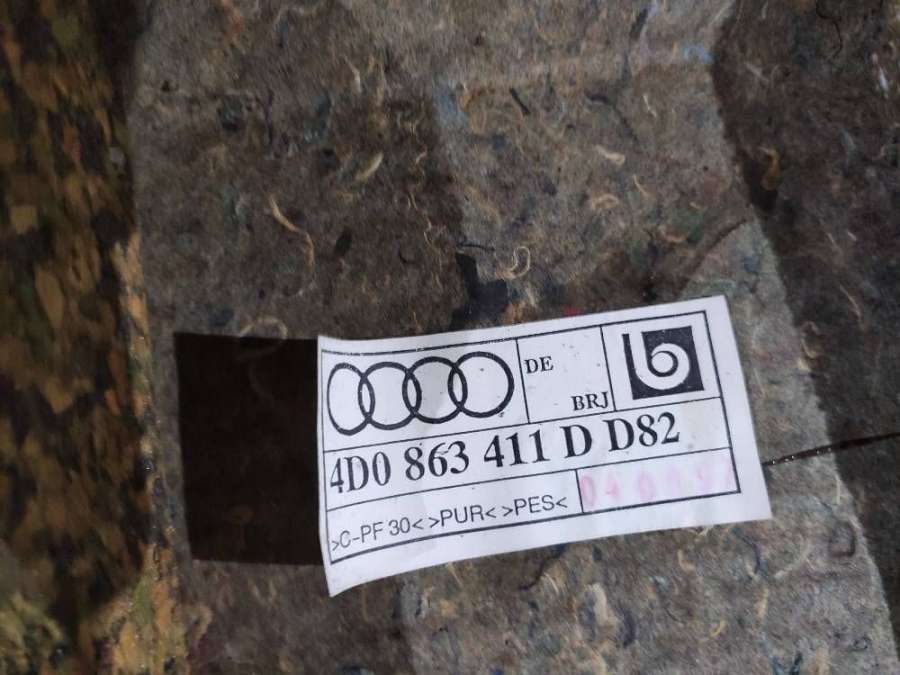 DE
BRJ
b
4D0 863 411 D D82
>C-PF 30< >PUR< >PES<